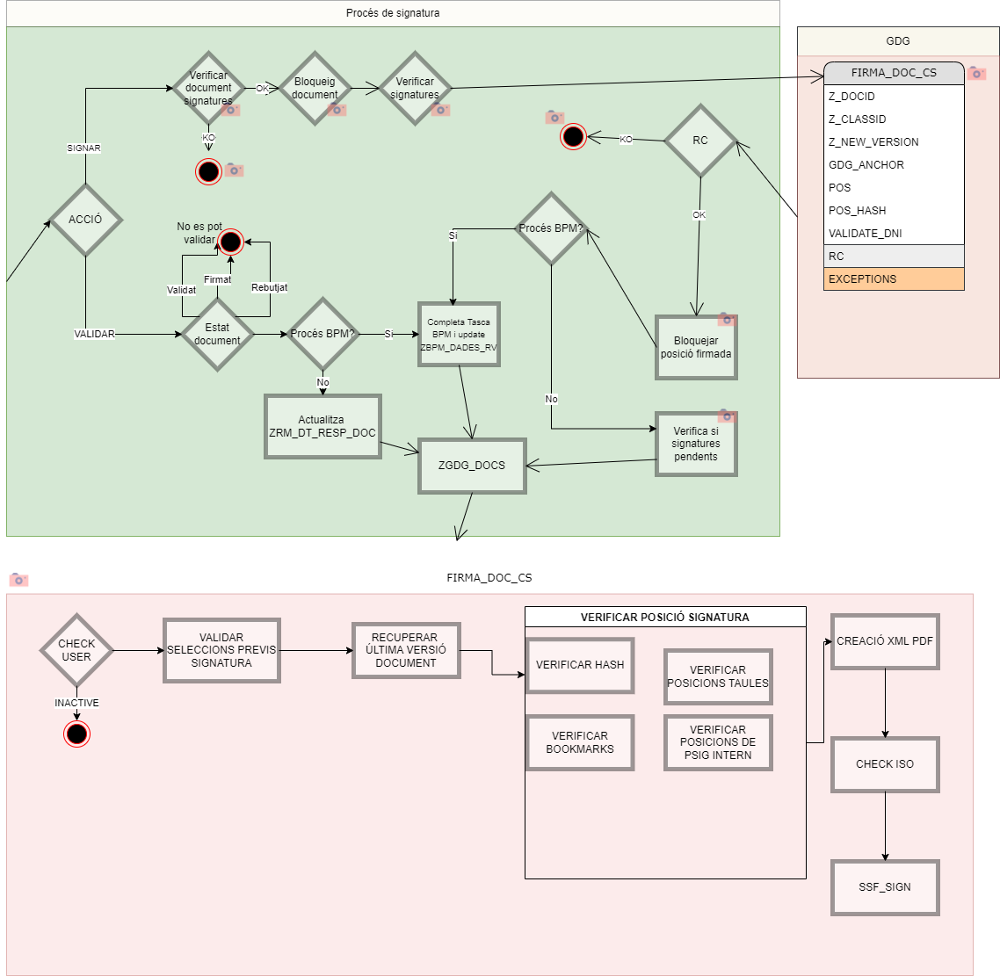 Procés de signatura
GDG
FIRMA_DOC_CS
Z_DOCID
Z_CLASSID
Z_NEW_VERSION
GDG_ANCHOR
POS
POS_HASH
VALIDATE_DNI
RC
EXCEPTIONS
Verificar
document
signatures
OK
Bloqueig
document
Verificar
signatures
KO
SIGNAR
ACCIÓ
VALIDAR
RC
KO
OK
No es pot
validar
Validat
Firmat
Rebutjat
Estat
document
Procés BPM?
Si
No
Procés BPM?
Si
No
Completa Tasca
BPM i update
ZBPM_DADES_RV
Bloquejar
posició firmada
Actualitza
ZRM_DT_RESP_DOC
ZGDG_DOCS
Verifica si
signatures
pendents
FIRMA_DOC_CS
CHECK
USER
INACTIVE
VALIDAR
SELECCIONS PREVIS
SIGNATURA
RECUPERAR
ÚLTIMA VERSIÓ
DOCUMENT
VERIFICAR POSICIÓ SIGNATURA
VERIFICAR HASH
VERIFICAR
POSICIONS TAULES
VERIFICAR
BOOKMARKS
VERIFICAR
POSICIONS DE
PSIG INTERN
CREACIÓ XML PDF
CHECK ISO
SSF_SIGN